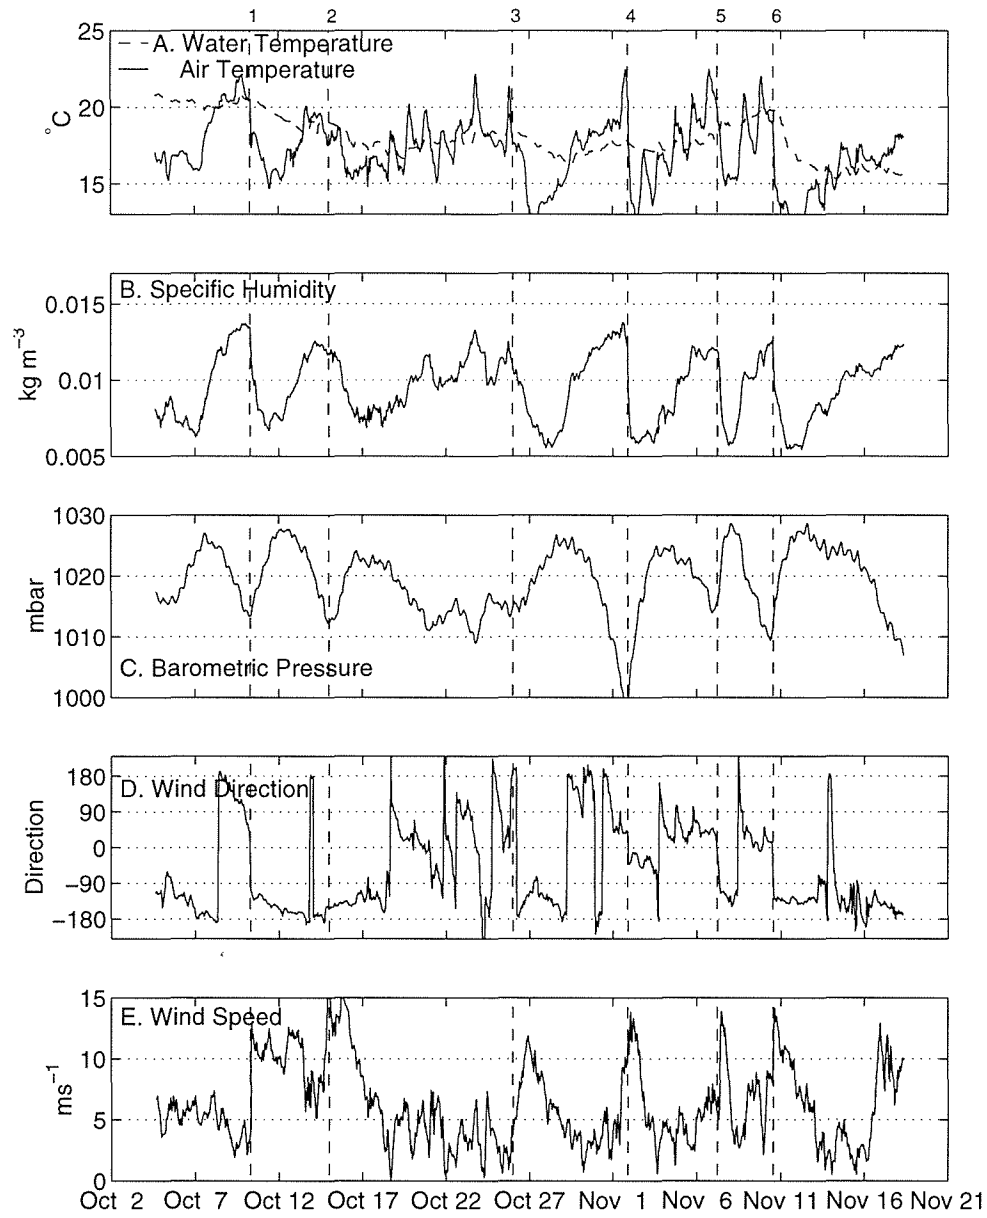 1 2 3 4 5 6
25
A. Water Temperature
Air Temperature
20
°C
15
B. Specific Humidity
0.015
kg m−3
0.01
0.005
1030
1020
mbar
1010
C. Barometric Pressure
1000
180
D. Wind Direction
90
Direction
0
−90
−180
15
E. Wind Speed
10
ms−1
5
0
Oct 2 Oct 7 Oct 12 Oct 17 Oct 22 Oct 27 Nov 1 Nov 6 Nov 11 Nov 16 Nov 21